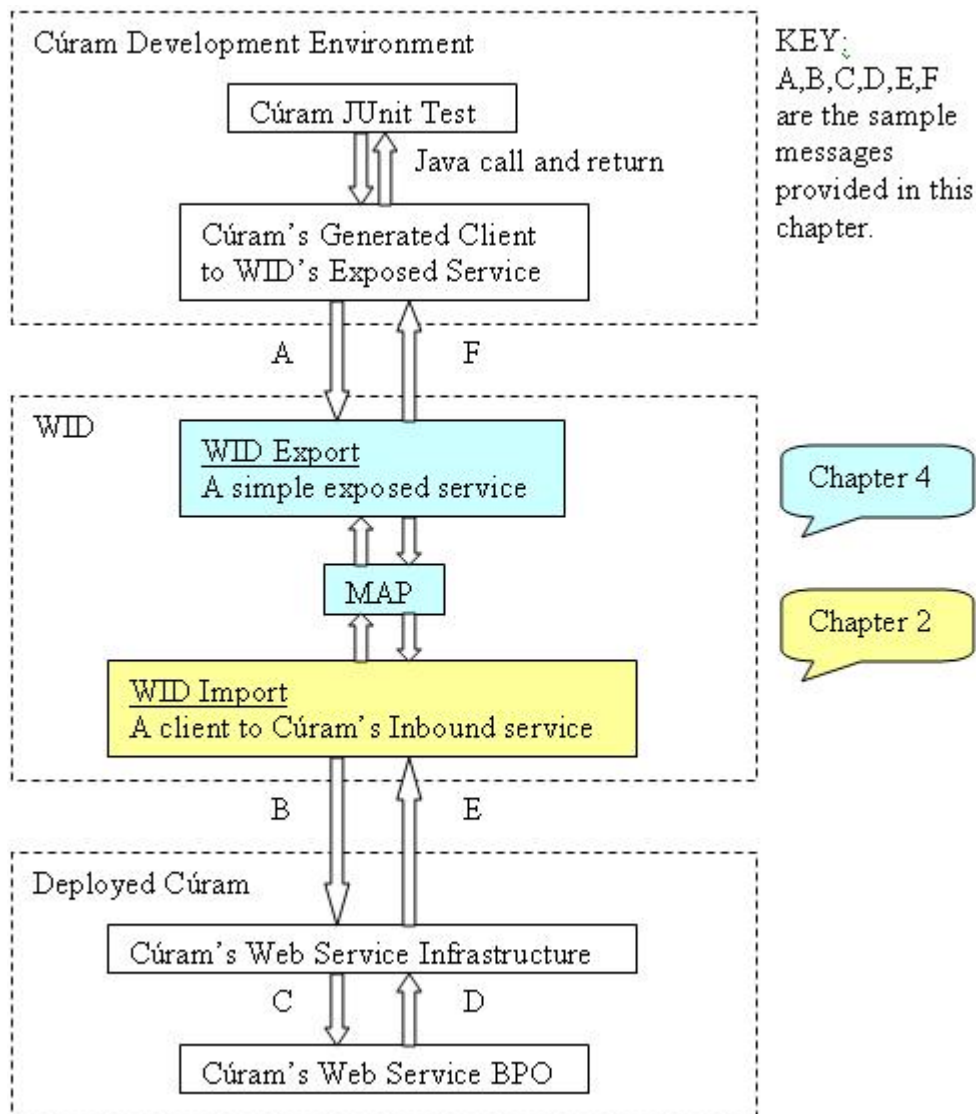 Cúram Development Environment
Cúram JUnit Test
Java call and return
Cúram's Generated Client
to WID's Exposed Service
KEY:
A,B,C,D,E,F
are the sample
messages
provided in this
chapter.
A
F
WID
WID Export
A simple exposed service
MAP
WID Import
A client to Cúram's Inbound service
Chapter 4
Chapter 2
B
E
Deployed Cúram
Cúram's Web Service Infrastructure
C
D
Cúram's Web Service BPO